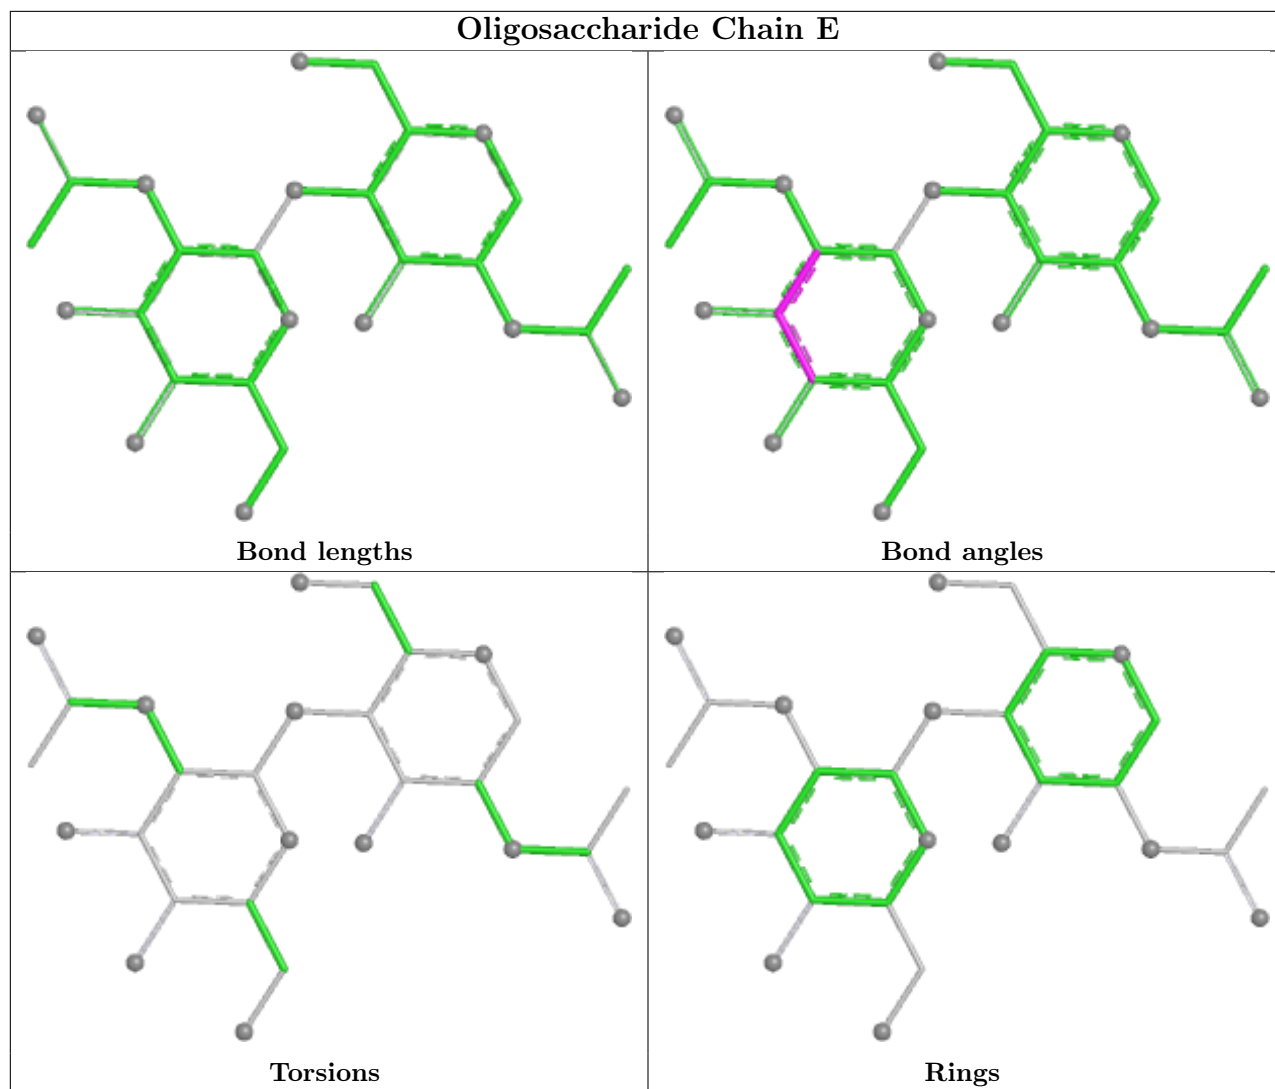 Oligosaccharide Chain E
Bond lengths
Bond angles
Torsions
Rings